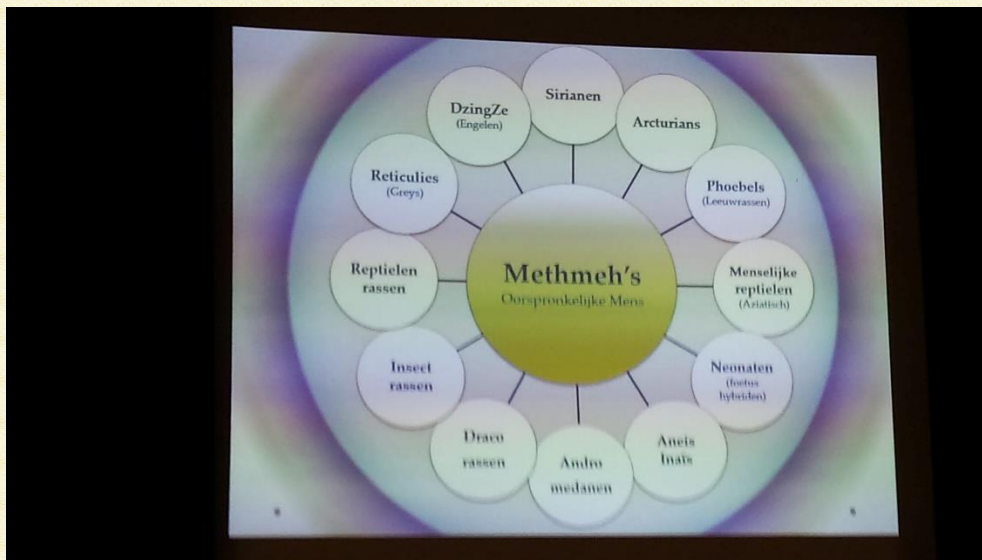 Sirianen
Arcturians
Phoebels
(Leeuwrassen)
Menselijke
reptielen
(Aziatisch)
Neonaten
(foetus
hybriden)
Aneis
Inaïs
Andro
medanen
Draco
rassen
Insect
rassen
Reptielen
rassen
Reticulies
(Greys)
DzingZe
(Engelen)
Methmeh's
Oorspronkelijke Mens